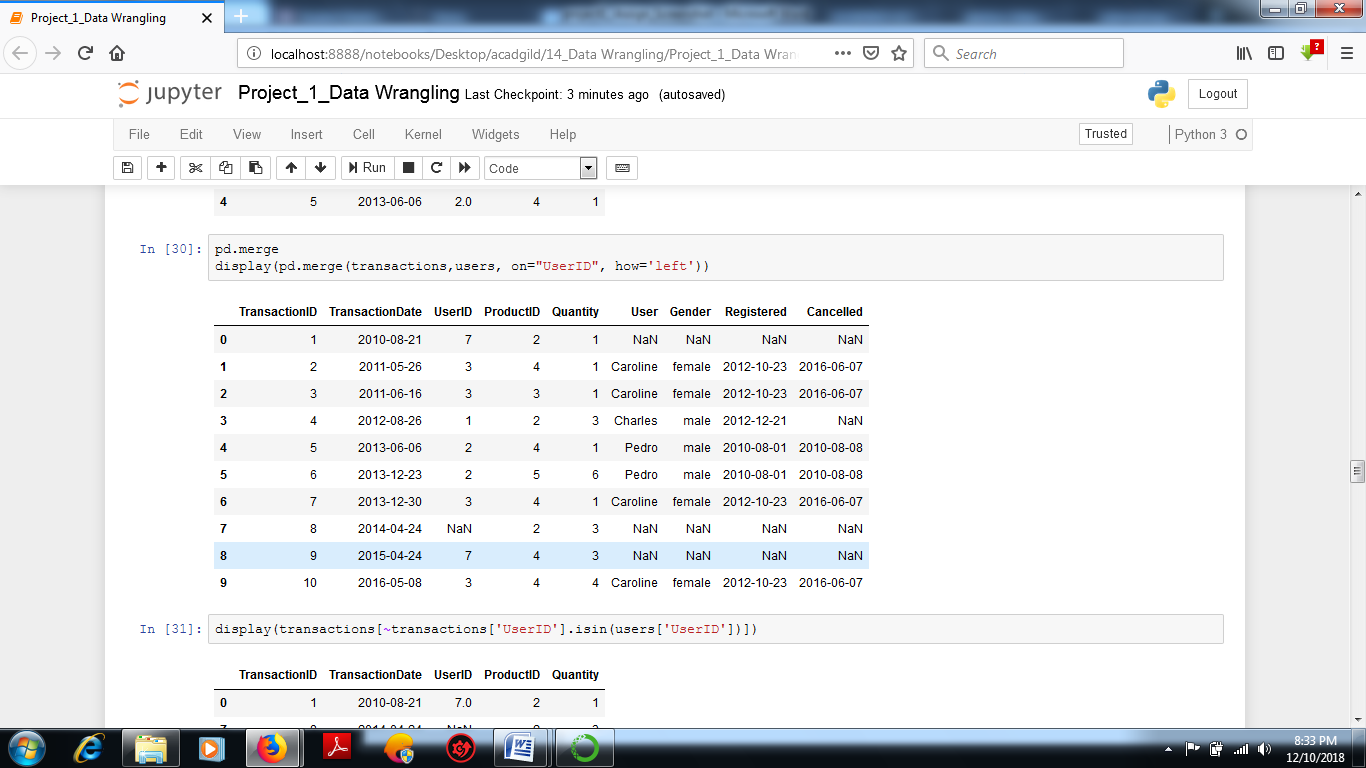 Project_1_Data Wrangling
localhost:8888/notebooks/Desktop/acadgild/14_Data Wrangling/Project_1_Data Wran
Search
jupyter Project_1_Data Wrangling Last Checkpoint: 3 minutes ago (autosaved)
Logout
File Edit View Insert Cell Kernel Widgets Help
Trusted
Python 3
Run
Code
4 5 2013-06-06 2.0 4 1
In [30]: pd.merge
display(pd.merge(transactions,users, on="UserID", how='left'))
TransactionID TransactionDate UserID ProductID Quantity User Gender Registered Cancelled
0 1 2010-08-21 7 2 1 NaN NaN NaN NaN
1 2 2011-05-26 3 4 1 Caroline female 2012-10-23 2016-06-07
2 3 2011-06-16 3 3 1 Caroline female 2012-10-23 2016-06-07
3 4 2012-08-26 1 2 3 Charles male 2012-12-21 NaN
4 5 2013-06-06 2 4 1 Pedro male 2010-08-01 2010-08-08
5 6 2013-12-23 2 5 6 Pedro male 2010-08-01 2010-08-08
6 7 2013-12-30 3 4 1 Caroline female 2012-10-23 2016-06-07
7 8 2014-04-24 NaN 2 3 NaN NaN NaN NaN
8 9 2015-04-24 7 4 3 NaN NaN NaN NaN
9 10 2016-05-08 3 4 4 Caroline female 2012-10-23 2016-06-07
In [31]: display(transactions[~transactions['UserID'].isin(users['UserID'])])
TransactionID TransactionDate UserID ProductID Quantity
0 1 2010-08-21 7.0 2 1
8:33 PM
12/10/2018